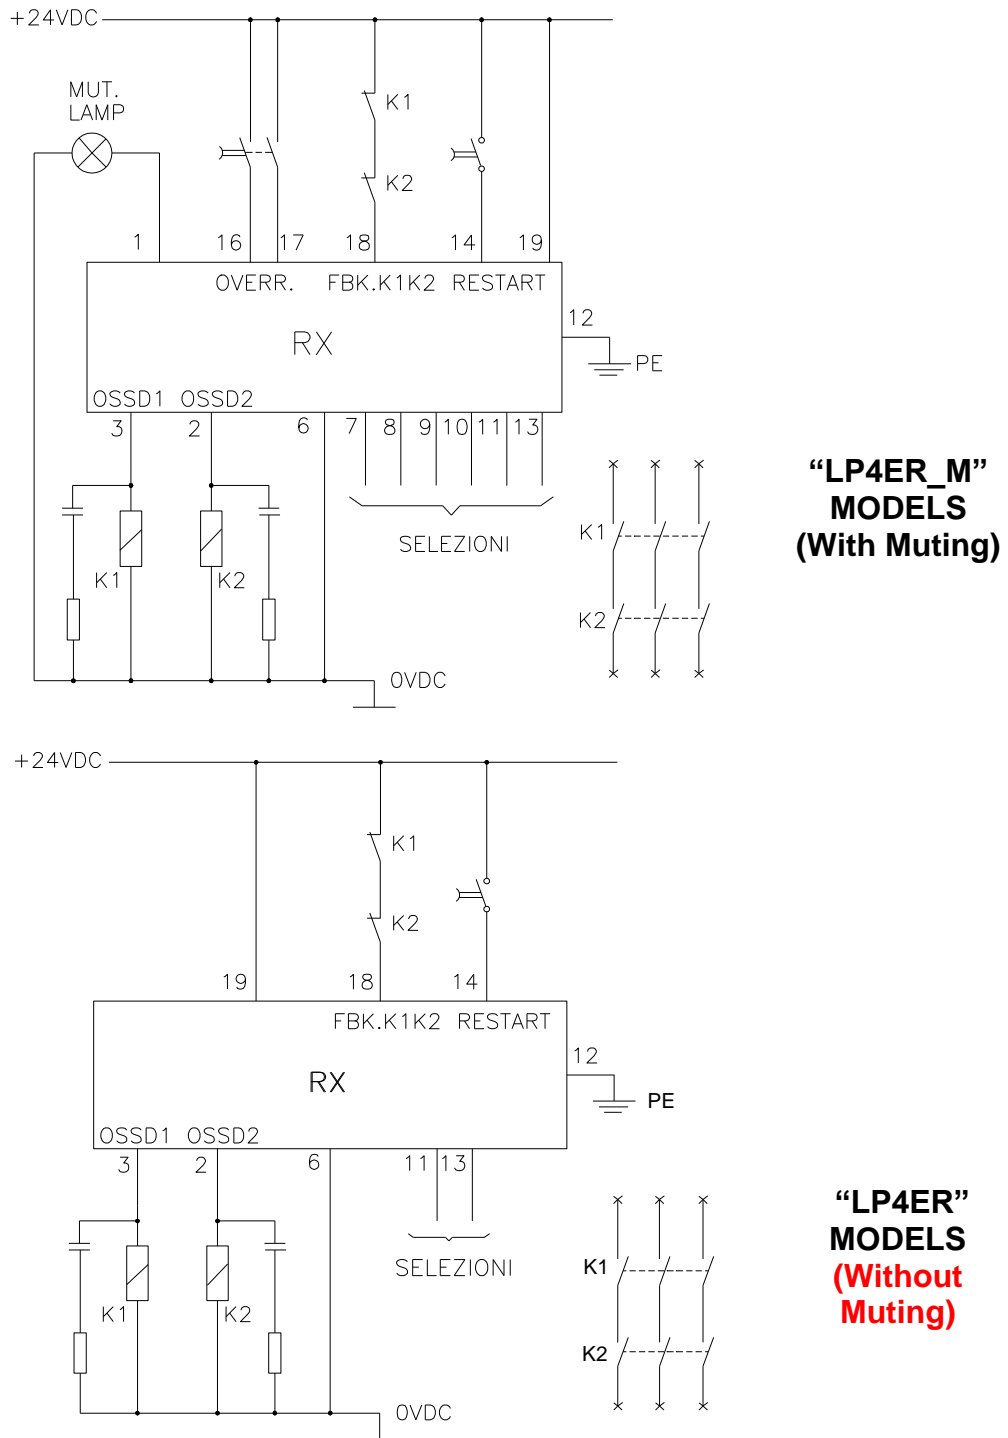 +24VDC
MUT.
LAMP
K1
K2
1 16 17 18 14 19
OVERR. FBK.K1K2 RESTART
12
RX
PE
OSSD1 OSSD2
3 2 6 7 8 9 10 11 13
K1 K2
SELEZIONI
K1
K2
0VDC
“LP4ER_M”
MODELS
(With Muting)
+24VDC
K1
K2
19 18 14
FBK.K1K2 RESTART
12
RX
PE
OSSD1 OSSD2
3 2 6 11 13
K1 K2
SELEZIONI
K1
K2
0VDC
“LP4ER”
MODELS
(Without
Muting)